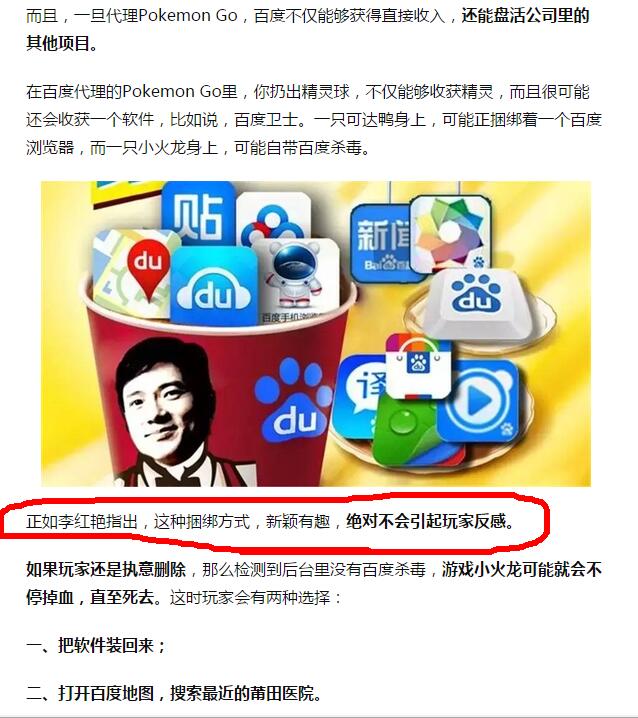 而且，一旦代理Pokemon Go，百度不仅能够获得直接收入，还能盘活公司里的
其他项目。
在百度代理的Pokemon Go里，你扔出精灵球，不仅能够收获精灵，而且很可能
还会收获一个软件，比如说，百度卫士。一只可达鸭身上，可能正捆绑着一个百度
浏览器，而一只小火龙身上，可能自带百度杀毒。
贴
新闻
Bai百度
du
du
百度手机浏览
du
du
译
正如李红艳指出，这种捆绑方式，新颖有趣，绝对不会引起玩家反感。
如果玩家还是执意删除，那么检测到后台里没有百度杀毒，游戏小火龙可能就会不
停掉血，直至死去。这时玩家会有两种选择：
一、把软件装回来；
二、打开百度地图，搜索最近的莆田医院。